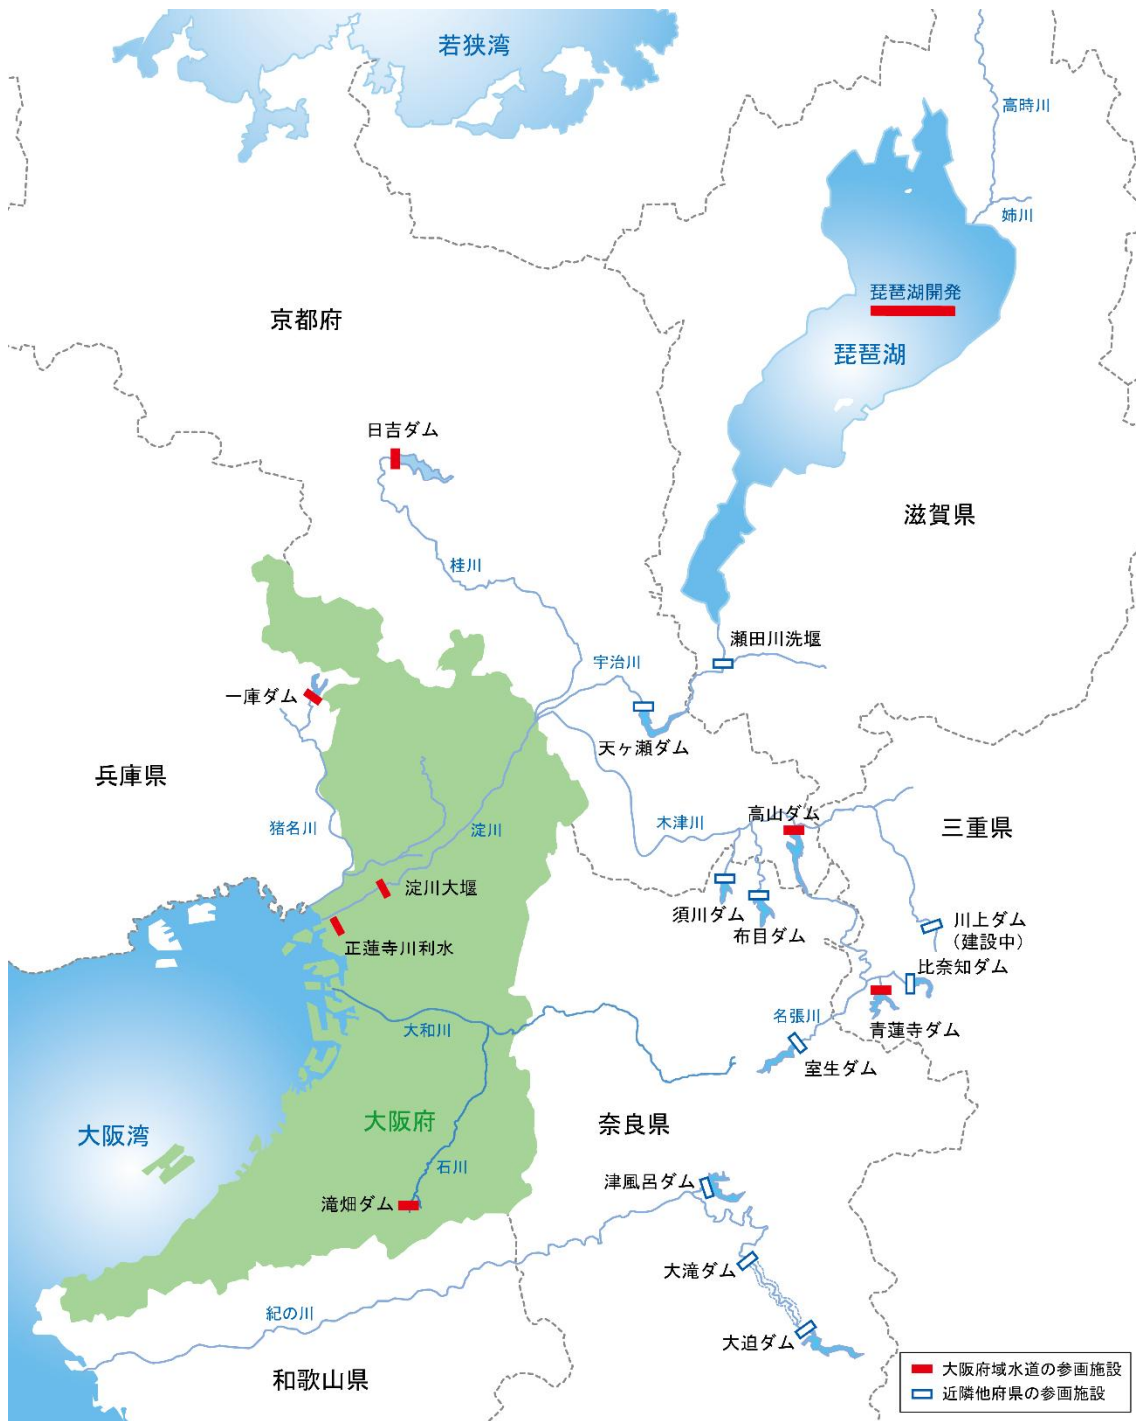 若狭湾
高時川
姉川
琵琶湖開発
京都府
琵琶湖
日吉ダム
滋賀県
桂川
瀬田川洗堰
宇治川
一庫ダム
天ヶ瀬ダム
兵庫県
高山ダム
猪名川
淀川
木津川
三重県
淀川大堰
須川ダム
川上ダム
(建設中)
布目ダム
正蓮寺川利水
比奈知ダム
名張川
大和川
青蓮寺ダム
室生ダム
大阪府
奈良県
大阪湾
石川
津風呂ダム
滝畑ダム
大滝ダム
紀の川
大迫ダム
和歌山県
大阪府域水道の参画施設
近隣他府県の参画施設